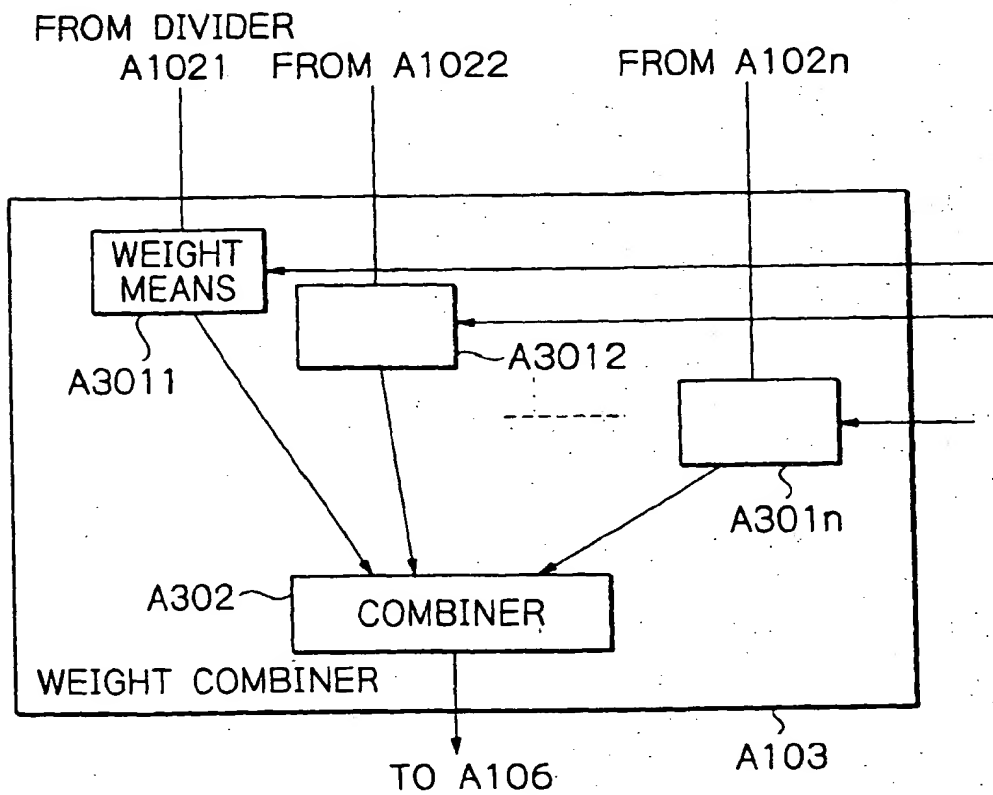 FROM DIVIDER
A1021
FROM A1022
FROM A102n
WEIGHT
MEANS
A3011
A3012
A301n
A302
COMBINER
WEIGHT COMBINER
A103
TO A106